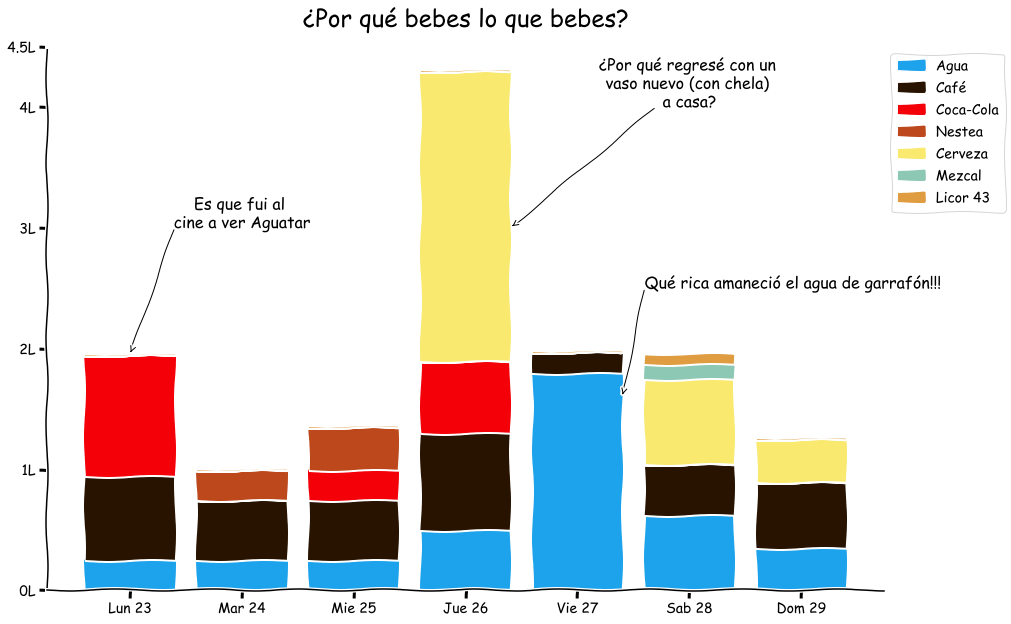 ¿Por qué bebes lo que bebes?
4.5L
4L
3L
2L
1L
0L
Es que fui al
cine a ver Aguatar
¿Por qué regresé con un
vaso nuevo (con chela)
a casa?
Qué rica amaneció el agua de garrafón!!!
Agua
Café
Coca-Cola
Nestea
Cerveza
Mezcal
Licor 43
Lun 23
Mar 24
Mie 25
Jue 26
Vie 27
Sab 28
Dom 29